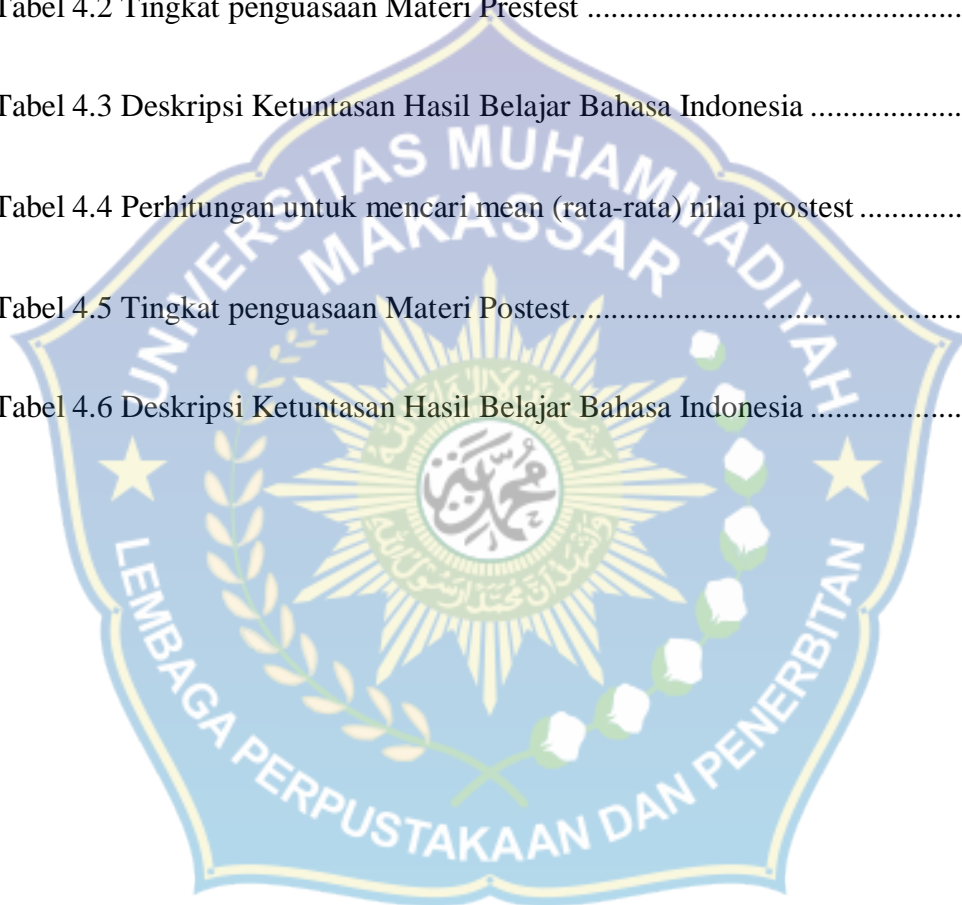 Tabel 4.2 Tingkat penguasaan Materi Prestest ....................................
Tabel 4.3 Deskripsi Ketuntasan Hasil Belajar Bahasa Indonesia ..................
Tabel 4.4 Perhitungan untuk mencari mean (rata-rata) nilai prostest .............
Tabel 4.5 Tingkat penguasaan Materi Postest.....................................
Tabel 4.6 Deskripsi Ketuntasan Hasil Belajar Bahasa Indonesia ..................
UNIVERSITAS MUHAMMADIYAH
MAKASSAR
LEMBAGA PERPUSTAKAAN DAN PENERBITAN